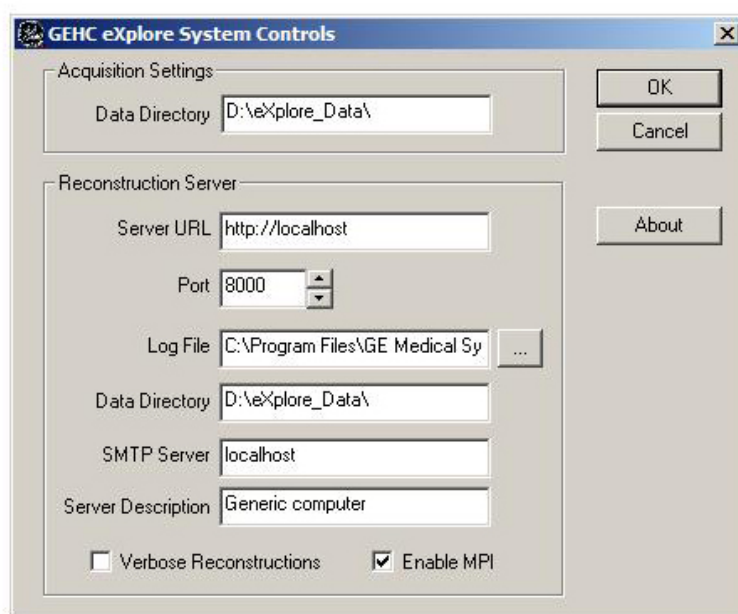 GEHC eXplore System Controls
Acquisition Settings
Data Directory D:\eXplore_Data\
OK
Cancel
Reconstruction Server
Server URL http://localhost
About
Port 8000
Log File C:\Program Files\GE Medical Sy ...
Data Directory D:\eXplore_Data\
SMTP Server localhost
Server Description Generic computer
Verbose Reconstructions Enable MPI